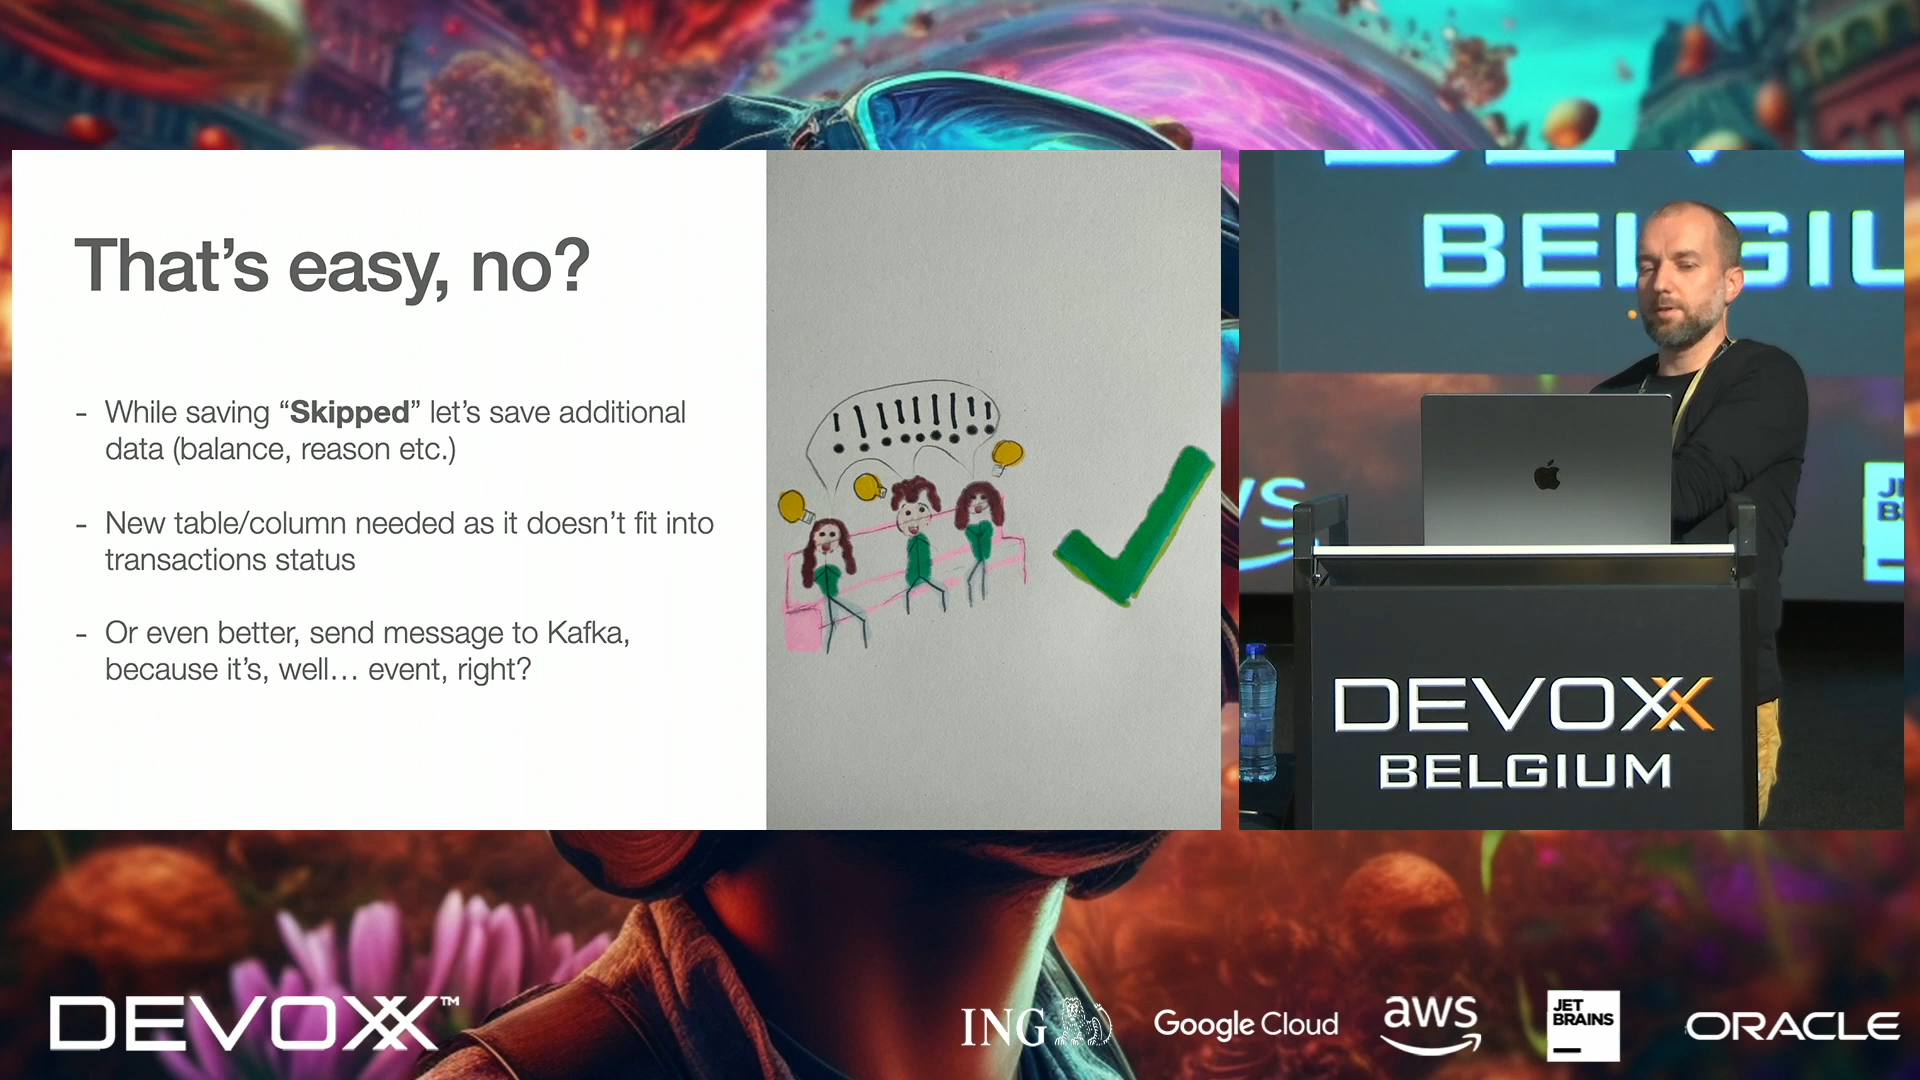 That's easy, no?
- While saving “Skipped” let's save additional
data (balance, reason etc.)
- New table/column needed as it doesn't fit into
transactions status
- Or even better, send message to Kafka,
because it's, well… event, right?
!!!!!!!!!
BELGIU
DEVOXX
BELGIUM
DEVOXX™
ING
Google Cloud
aws
JET
BRAINS
ORACLE